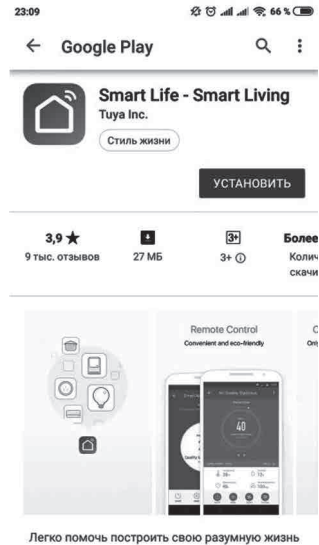 23:09
66 %
Google Play
Smart Life - Smart Living
Tuya Inc.
Стиль жизни
УСТАНОВИТЬ
3,9 ★
9 тыс. отзывов
27 МБ
3+
3+
Более
Колич
скачи
Remote Control
Convenient and eco-friendly
40
Легко помочь построить свою разумную жизнь